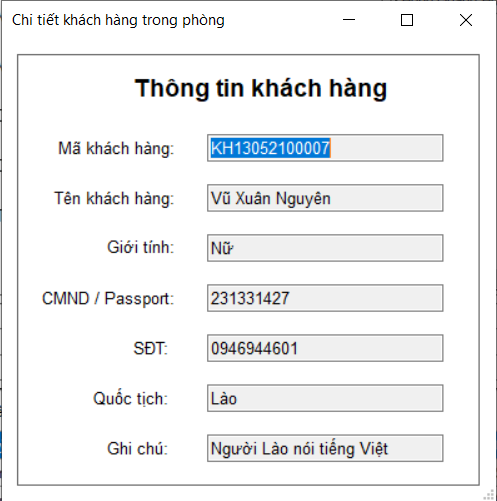 Chi tiết khách hàng trong phòng
Thông tin khách hàng
Mã khách hàng: KH13052100007
Tên khách hàng: Vũ Xuân Nguyên
Giới tính: Nữ
CMND / Passport: 231331427
SĐT: 0946944601
Quốc tịch: Lào
Ghi chú: Người Lào nói tiếng Việt